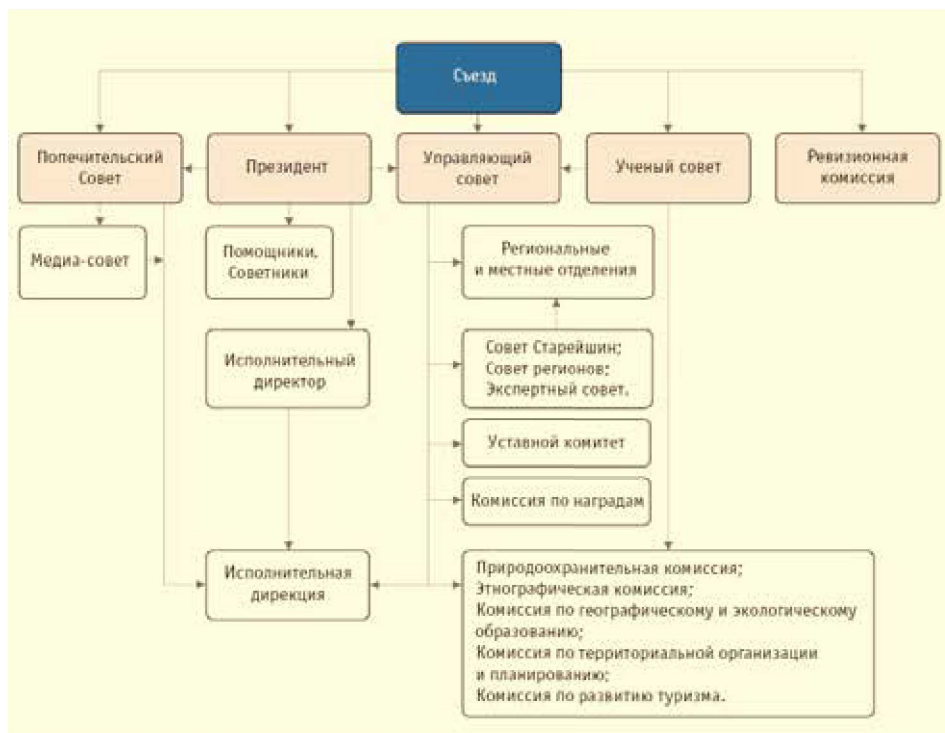 Съезд
Попечительский
Совет
Президент
Управляющий
совет
Ученый совет
Ревизионная
комиссия
Медиа-совет
Помощники,
Советники
Региональные
и местные отделения
Исполнительный
директор
Совет Старейшин;
Совет регионов;
Экспертный совет.
Уставной комитет
Комиссия по наградам
Исполнительная
дирекция
Природоохранительная комиссия;
Этнографическая комиссия;
Комиссия по географическому и экологическому
образованию;
Комиссия по территориальной организации
и планированию;
Комиссия по развитию туризма.